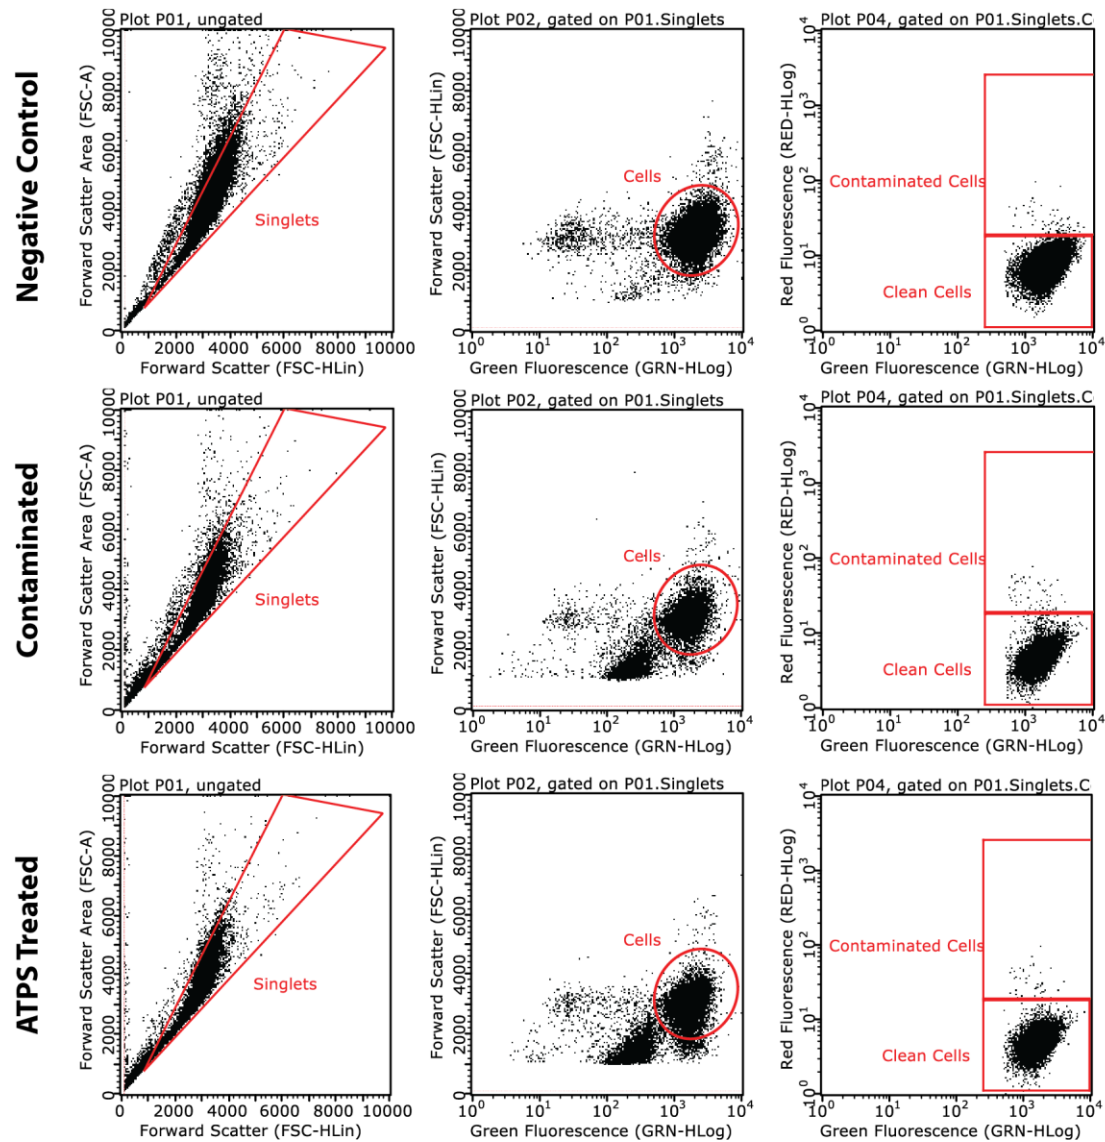 Negative Control
Plot P01, ungated
Forward Scatter Area (FSC-A)
10000
8000
6000
4000
2000
0
Singlets
0 2000 4000 6000 8000 10000
Forward Scatter (FSC-HLin)
Plot P02, gated on P01.Singlets
Forward Scatter (FSC-HLin)
10000
8000
6000
4000
2000
0
Cells
10^0 10^1 10^2 10^3 10^4
Green Fluorescence (GRN-HLog)
Plot P04, gated on P01.Singlets.C
Red Fluorescence (RED-HLog)
10^4
10^3
10^2
10^1
10^0
Contaminated Cells
Clean Cells
10^0 10^1 10^2 10^3 10^4
Green Fluorescence (GRN-HLog)
Contaminated
Plot P01, ungated
Forward Scatter Area (FSC-A)
10000
8000
6000
4000
2000
0
Singlets
0 2000 4000 6000 8000 10000
Forward Scatter (FSC-HLin)
Plot P02, gated on P01.Singlets
Forward Scatter (FSC-HLin)
10000
8000
6000
4000
2000
0
Cells
10^0 10^1 10^2 10^3 10^4
Green Fluorescence (GRN-HLog)
Plot P04, gated on P01.Singlets.C
Red Fluorescence (RED-HLog)
10^4
10^3
10^2
10^1
10^0
Contaminated Cells
Clean Cells
10^0 10^1 10^2 10^3 10^4
Green Fluorescence (GRN-HLog)
ATPS Treated
Plot P01, ungated
Forward Scatter Area (FSC-A)
10000
8000
6000
4000
2000
0
Singlets
0 2000 4000 6000 8000 10000
Forward Scatter (FSC-HLin)
Plot P02, gated on P01.Singlets
Forward Scatter (FSC-HLin)
10000
8000
6000
4000
2000
0
Cells
10^0 10^1 10^2 10^3 10^4
Green Fluorescence (GRN-HLog)
Plot P04, gated on P01.Singlets.C
Red Fluorescence (RED-HLog)
10^4
10^3
10^2
10^1
10^0
Contaminated Cells
Clean Cells
10^0 10^1 10^2 10^3 10^4
Green Fluorescence (GRN-HLog)